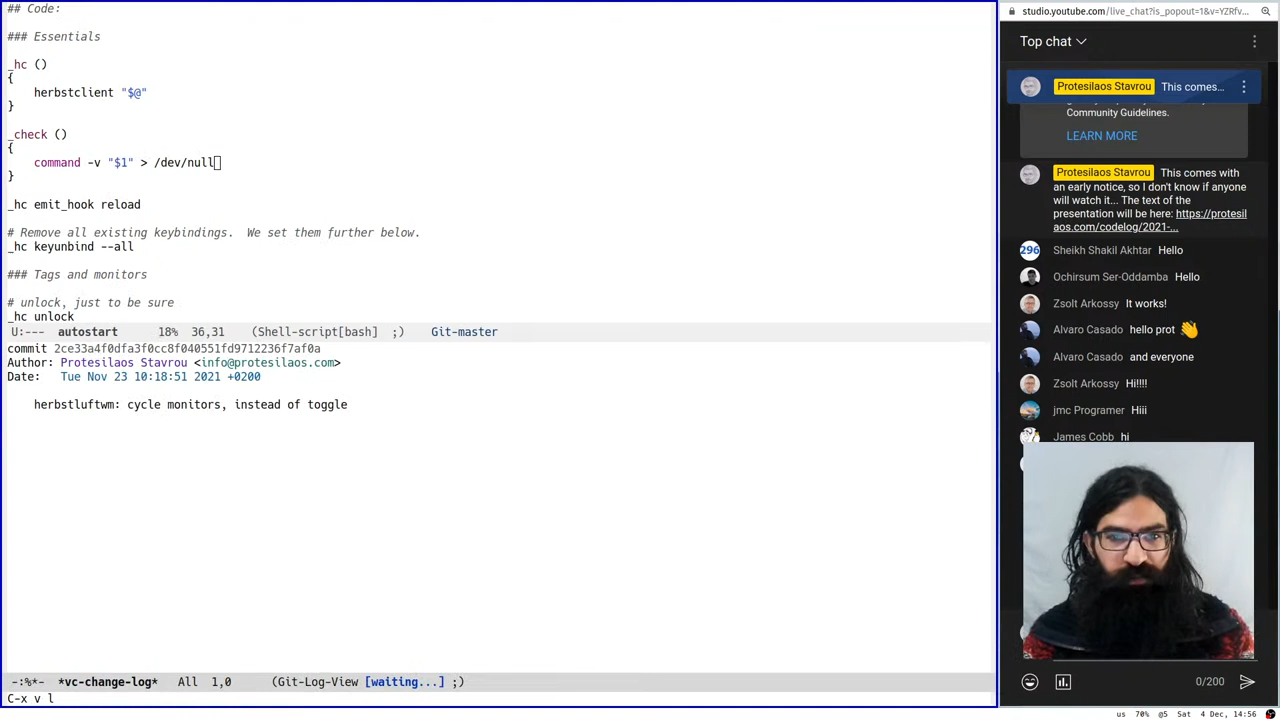 ## Code:
### Essentials
_hc ()
{
herbstclient "$@"
}
_check ()
{
command -v "$1" > /dev/null
}
_hc emit_hook reload
# Remove all existing keybindings.  We set them further below.
_hc keyunbind --all
### Tags and monitors
# unlock, just to be sure
_hc unlock
U:--- autostart 18% 36,31 (Shell-script[bash] ;) Git-master
commit 2ce33a4f0dfa3f0cc8f040551fd9712236f7af0a
Author: Protesilaos Stavrou <info@protesilaos.com>
Date: Tue Nov 23 10:18:51 2021 +0200
herbstluftwm: cycle monitors, instead of toggle
-:%*- *vc-change-log* All 1,0 (Git-Log-View [waiting...] ;)
C-x v l
studio.youtube.com/live_chat?is_popout=1&v=YZRfv...
Top chat
Protesilaos Stavrou This comes...
Community Guidelines.
LEARN MORE
Protesilaos Stavrou This comes with
an early notice, so I don't know if anyone
will watch it... The text of the
presentation will be here: https://protesil
aos.com/codelog/2021-...
296 Sheikh Shakil Akhtar Hello
Ochirsum Ser-Oddamba Hello
Zsolt Arkossy It works!
Alvaro Casado hello prot 👋
Alvaro Casado and everyone
Zsolt Arkossy Hi!!!!
jmc Programer Hiii
James Cobb hi
0/200
us 70% @5 Sat 4 Dec, 14:56